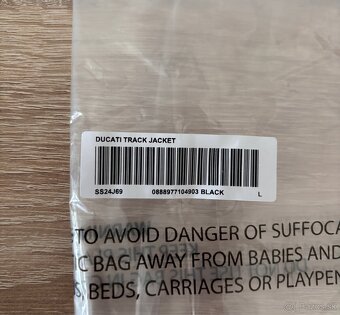 DUCATI TRACK JACKET
SS24J69 0888977104903 BLACK L
TO AVOID DANGER OF SUFFOCA
C BAG AWAY FROM BABIES AND
S, BEDS, CARRIAGES OR PLAYPEN